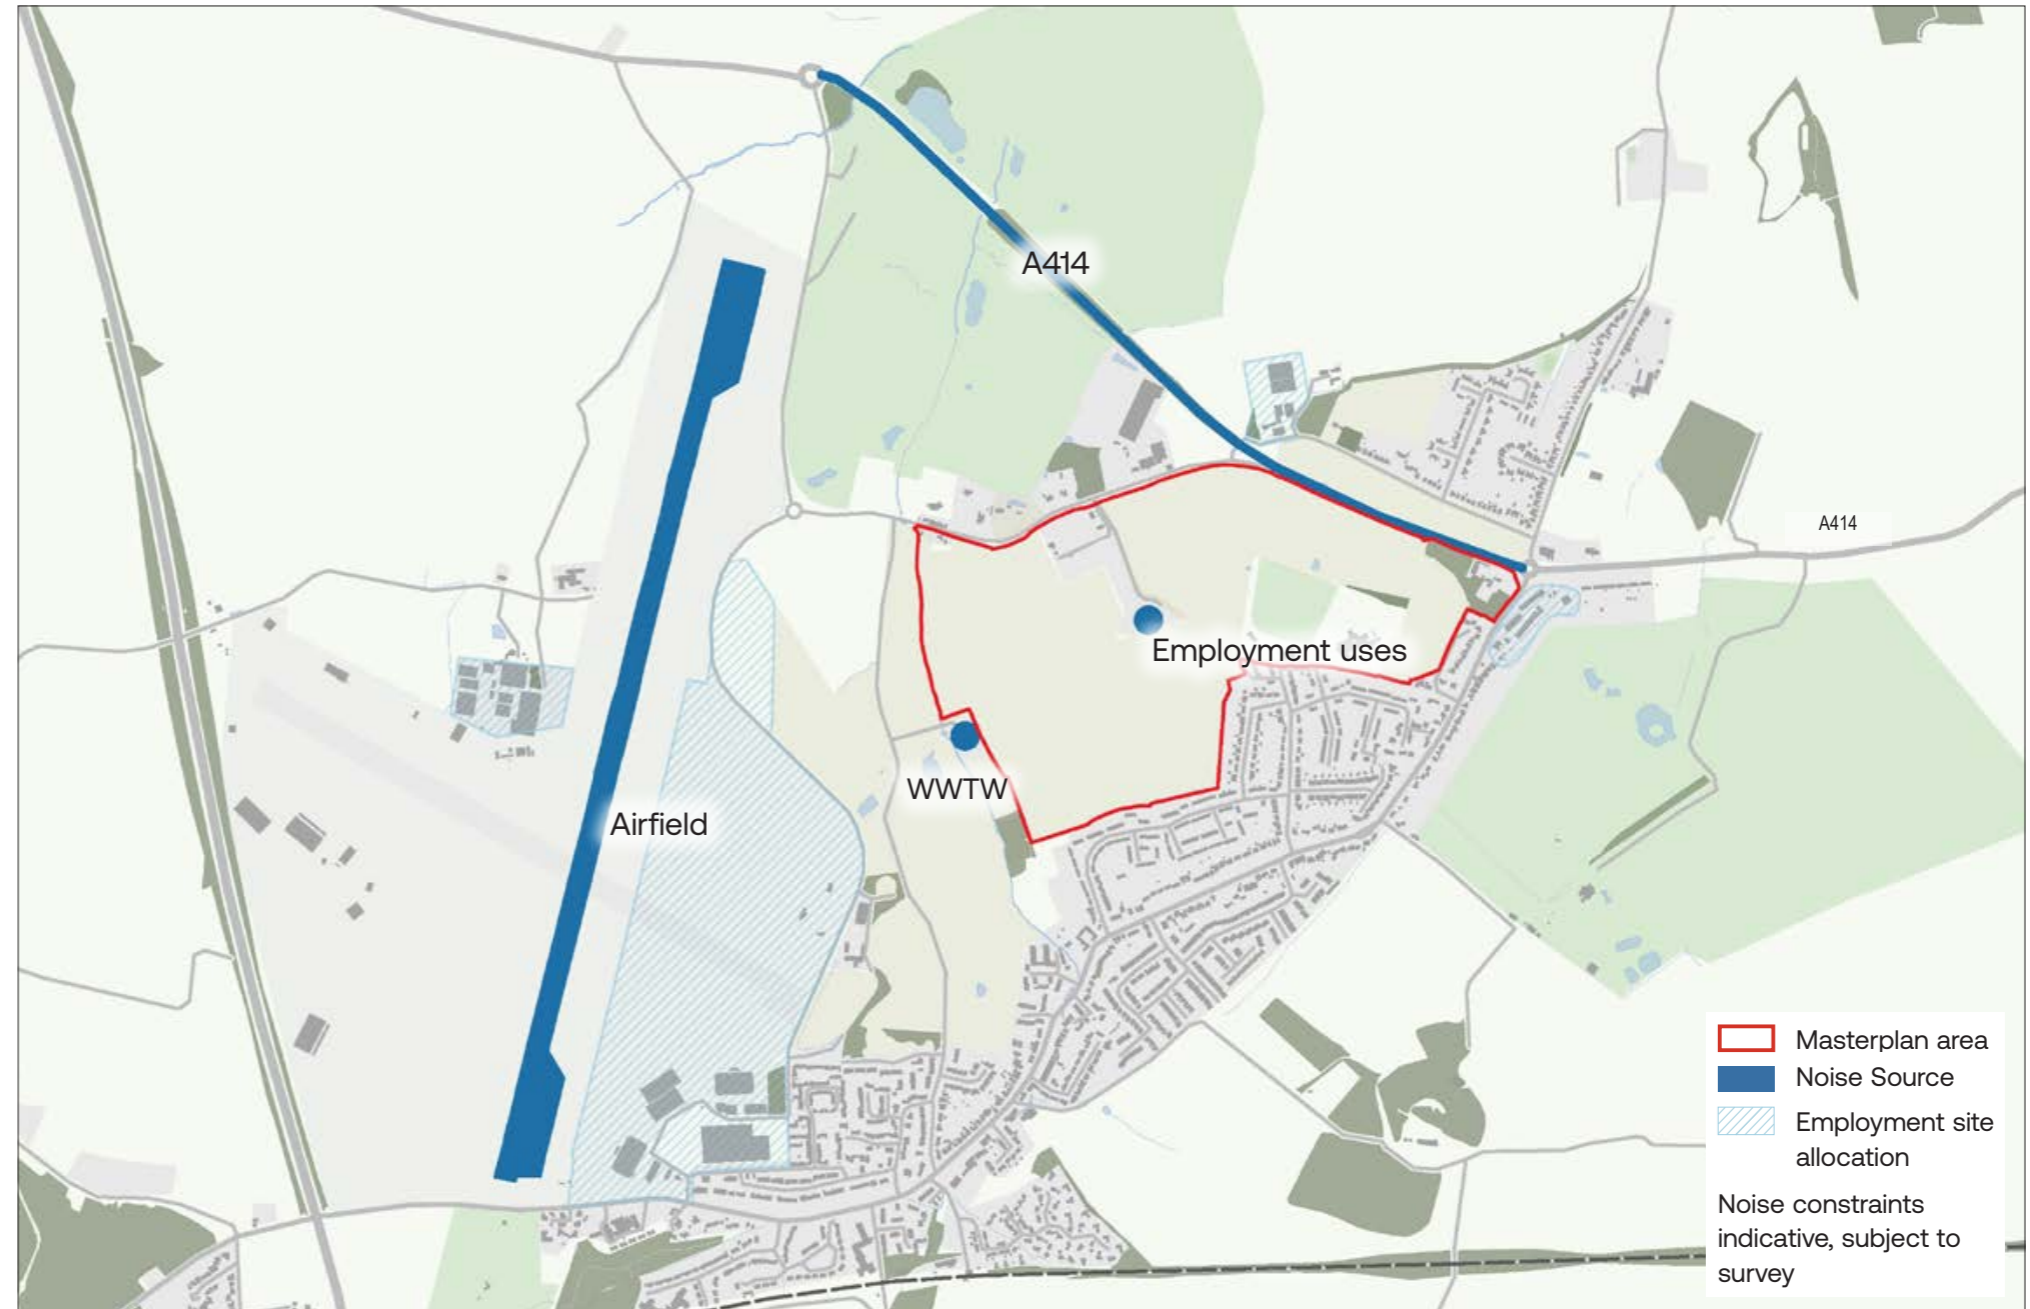 A414
A414
Employment uses
WWTW
Airfield
Masterplan area
Noise Source
Employment site
allocation
Noise constraints
indicative, subject to
survey